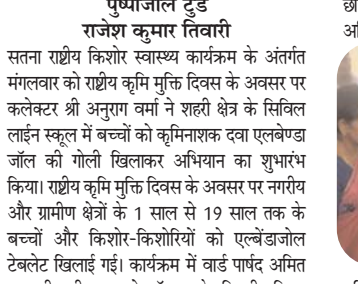 पुष्पांजलि टुडे
राजेश कुमार तिवारी
सतना राष्ट्रीय किशोर स्वास्थ्य कार्यक्रम के अंतर्गत
मंगलवार को राष्ट्रीय कृमि मुक्ति दिवस के अवसर पर
कलेक्टर श्री अनुराग वर्मा ने शहरी क्षेत्र के सिविल
लाईन स्कूल में बच्चों को कृमिनाशक दवा एलबेण्डा
जॉल की गोली खिलाकर अभियान का शुभारंभ
किया। राष्ट्रीय कृमि मुक्ति दिवस के अवसर पर नगरीय
और ग्रामीण क्षेत्रों के 1 साल से 19 साल तक के
बच्चों और किशोर-किशोरियों को एल्बेंडाजोल
टेबलेट खिलाई गई। कार्यक्रम में वार्ड पार्षद अमित